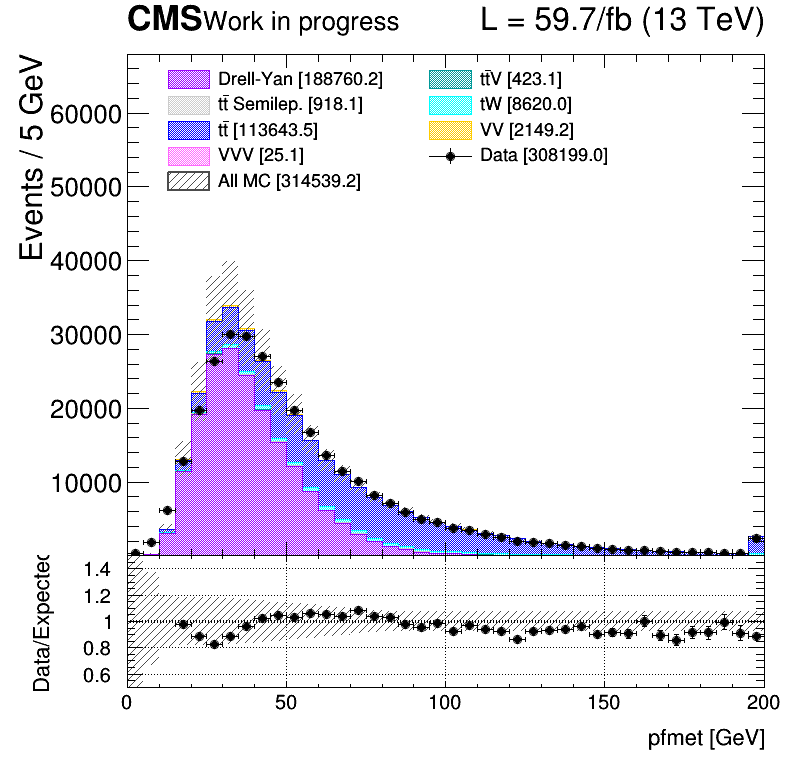 CMS Work in progress L = 59.7/fb (13 TeV)
Drell-Yan [188760.2] tt̄V [423.1]
tt̄ Semilep. [918.1] tW [8620.0]
tt̄ [113643.5] VV [2149.2]
VVV [25.1] Data [308199.0]
All MC [314539.2]
Events / 5 GeV
60000
50000
40000
30000
20000
10000
Data/Expected
1.4
1.2
1
0.8
0.6
0 50 100 150 200
pfmet [GeV]